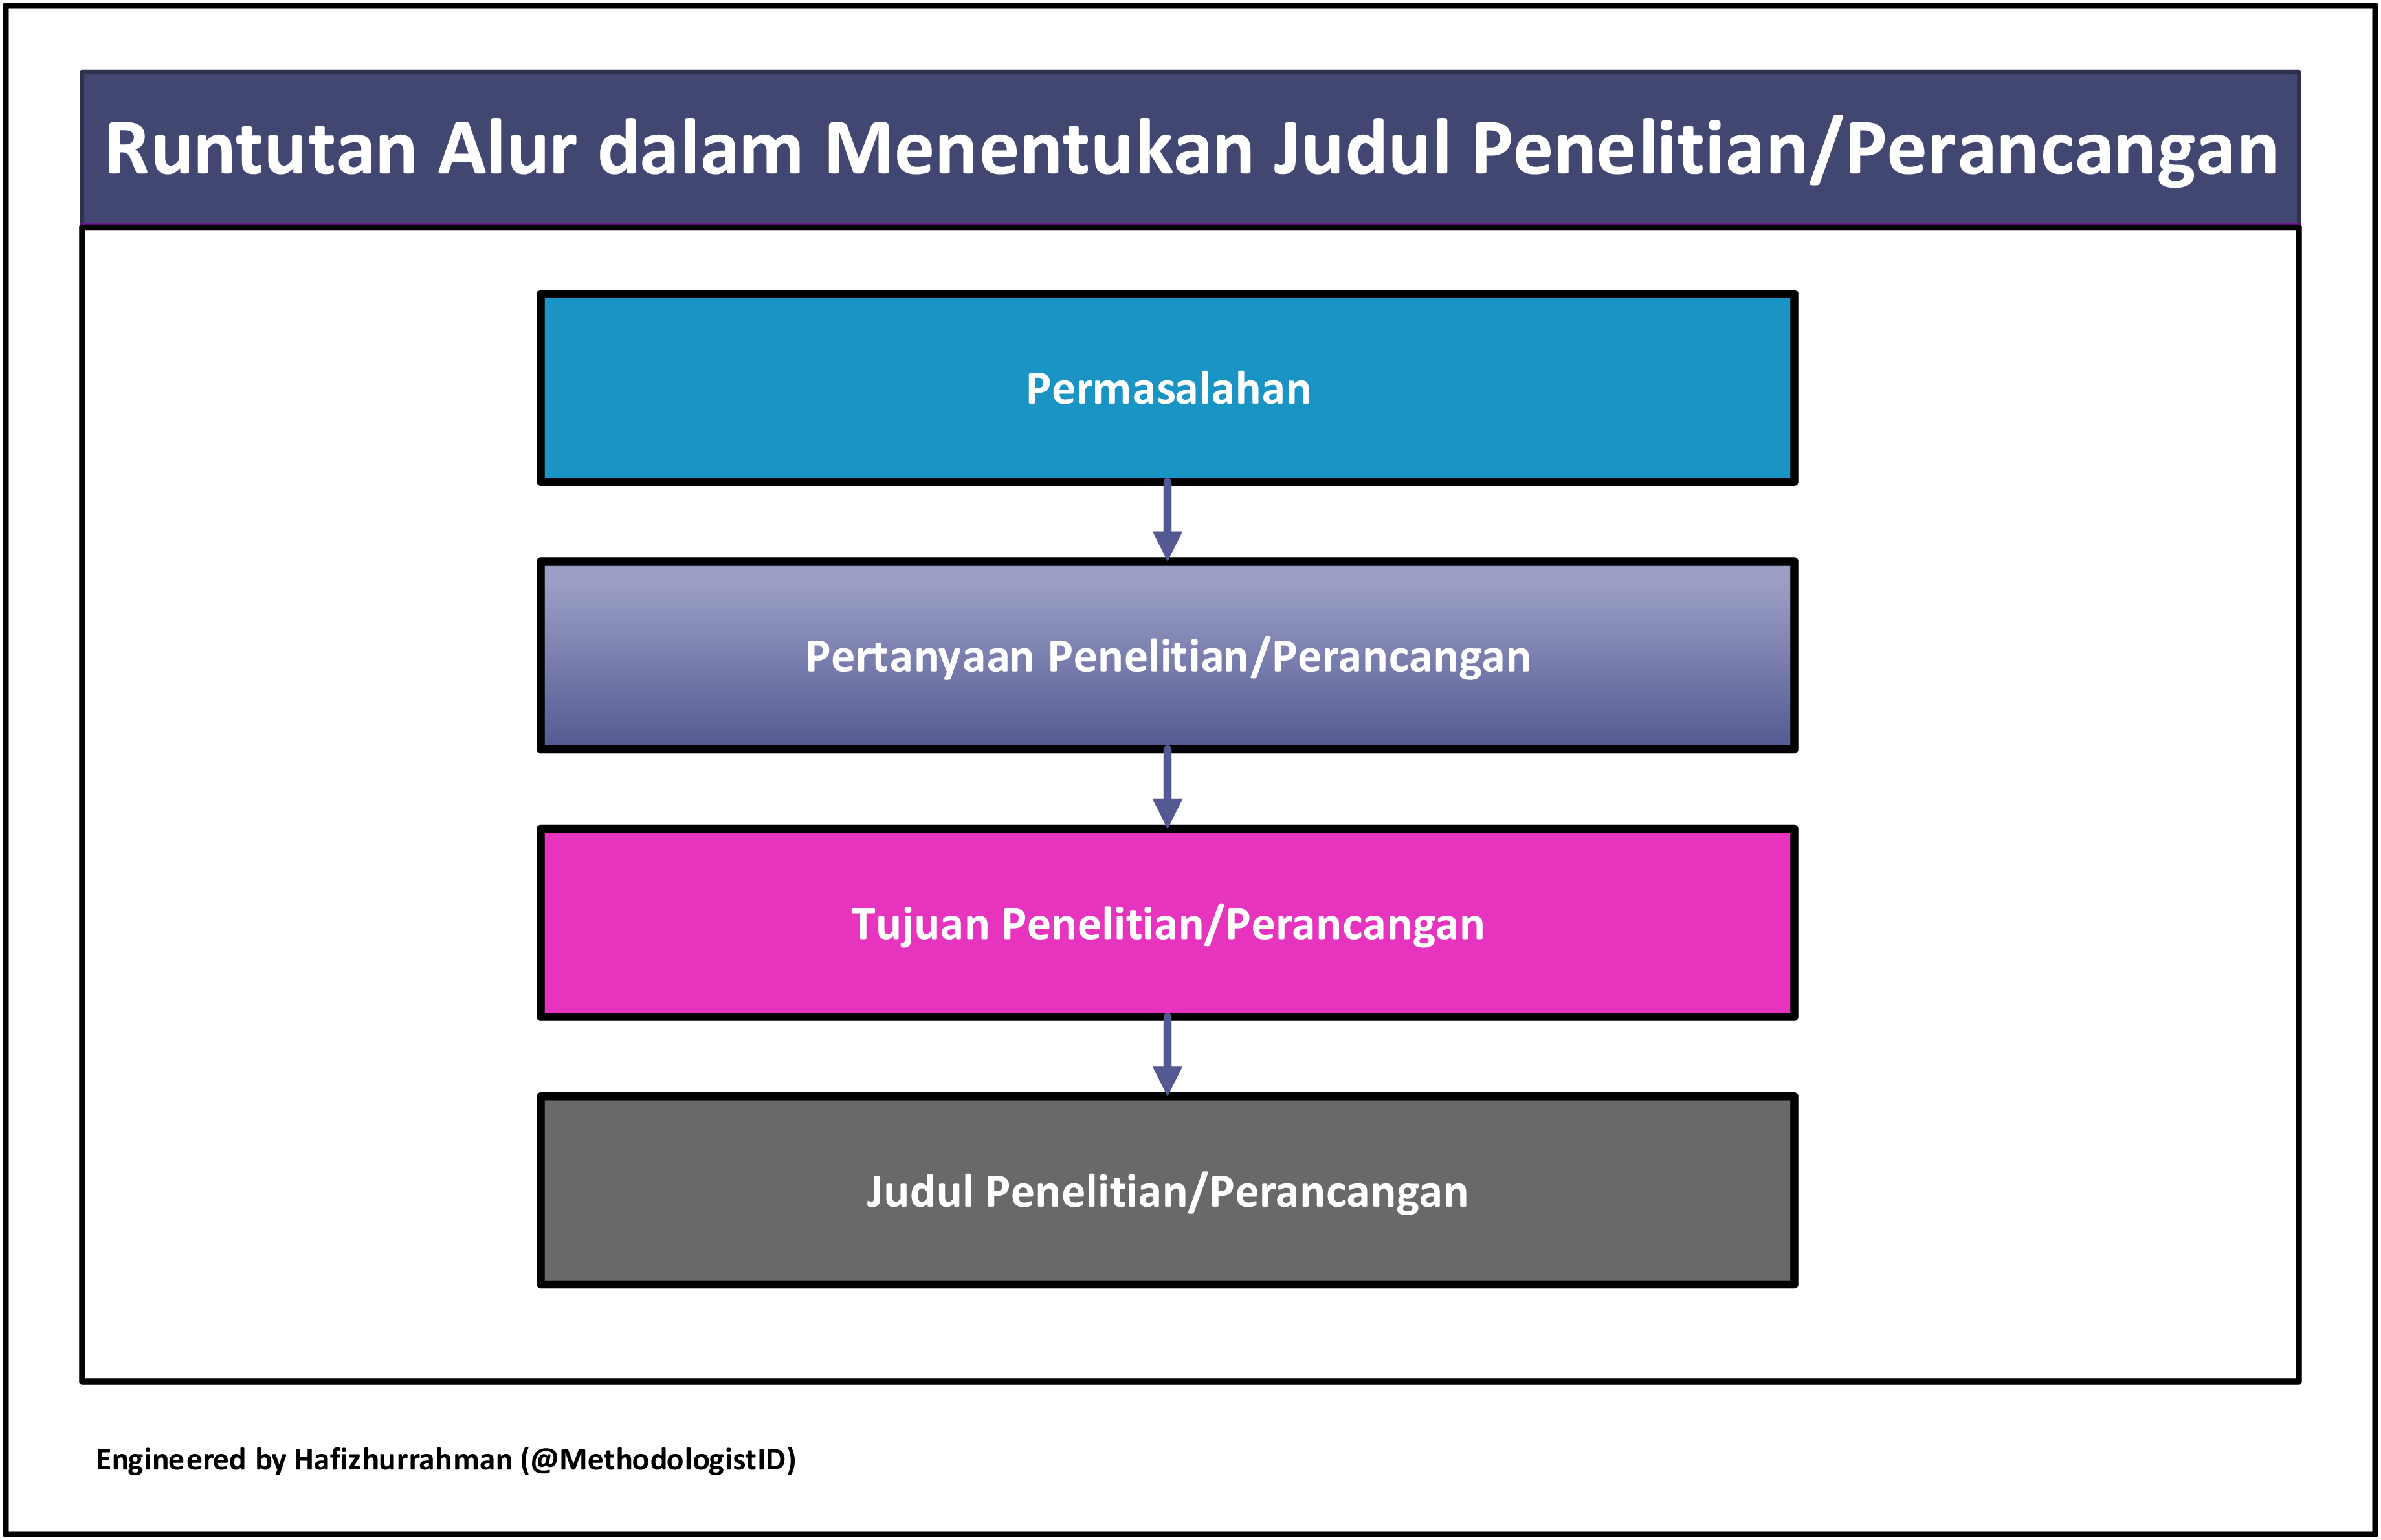 Runtutan Alur dalam Menentukan Judul Penelitian/Perancangan
Permasalahan
Pertanyaan Penelitian/Perancangan
Tujuan Penelitian/Perancangan
Judul Penelitian/Perancangan
Engineered by Hafizhurrahman (@MethodologistID)